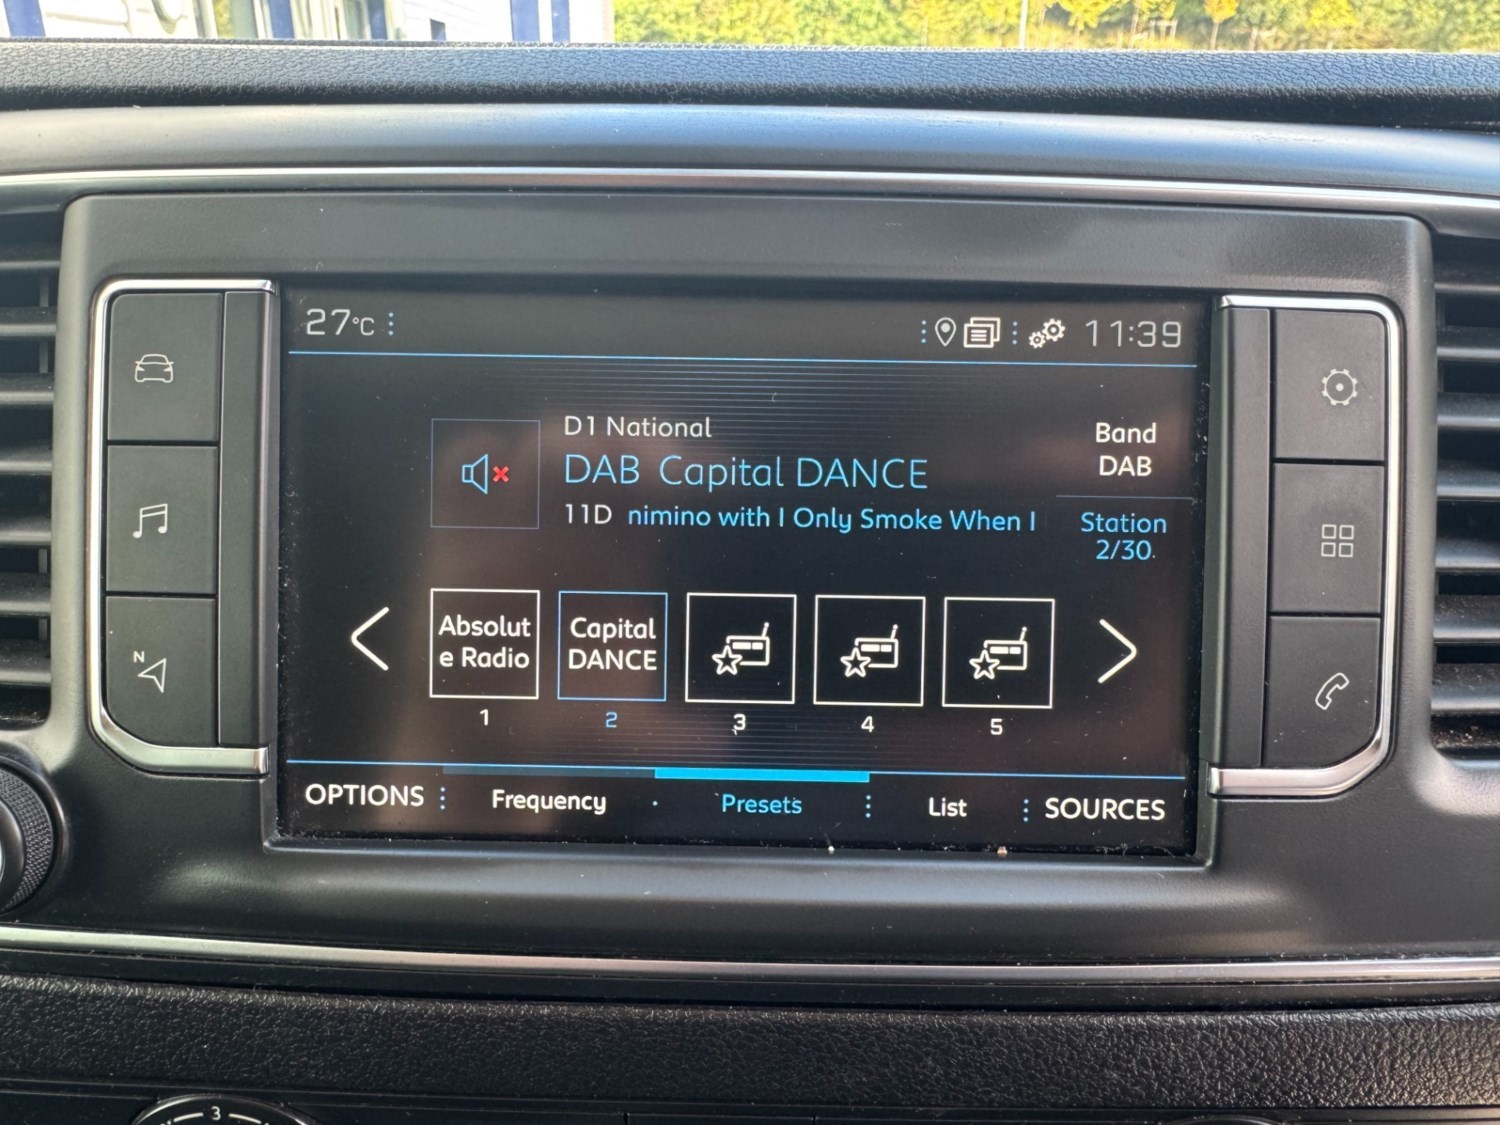 27°C
11:39
D1 National
DAB Capital DANCE
11D nimino with I Only Smoke When I
Band
DAB
Station
2/30
Absolut
e Radio
Capital
DANCE
1
2
3
4
5
OPTIONS
Frequency
Presets
List
SOURCES
N
3